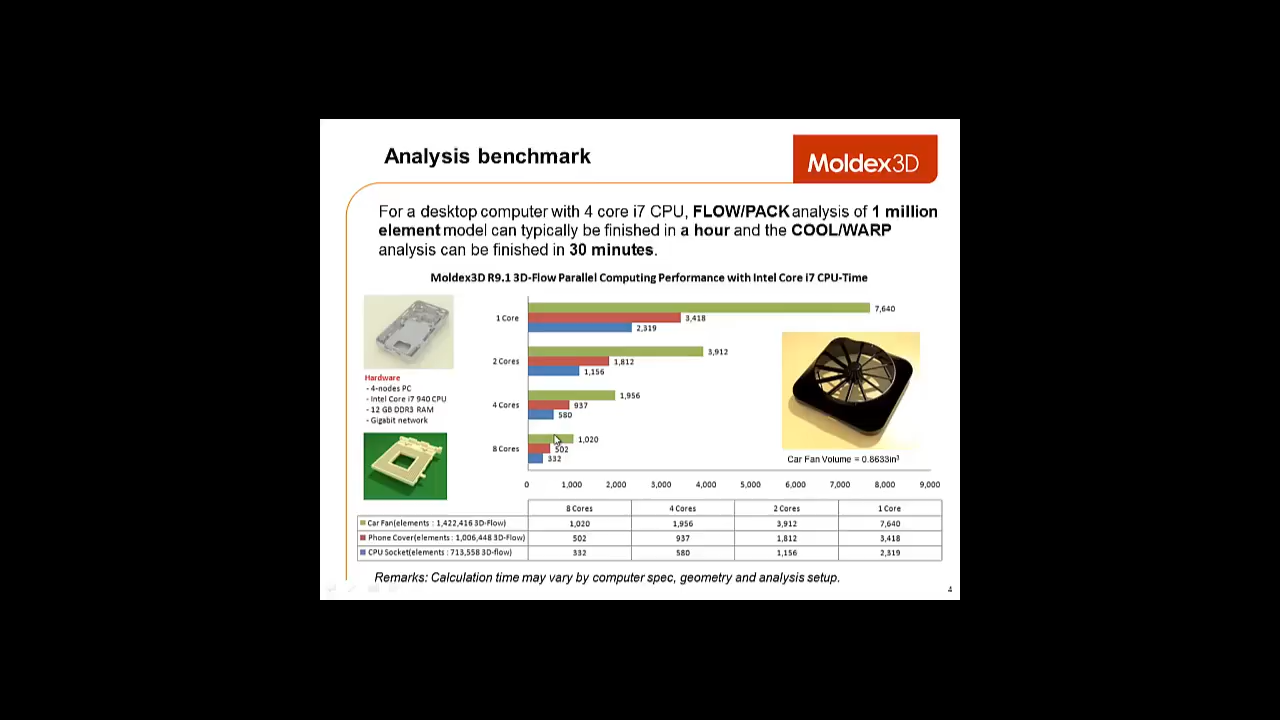 Analysis benchmark
Moldex3D
For a desktop computer with 4 core i7 CPU, FLOW/PACK analysis of 1 million
element model can typically be finished in a hour and the COOL/WARP
analysis can be finished in 30 minutes.
Moldex3D R9.1 3D-Flow Parallel Computing Performance with Intel Core i7 CPU-Time
1 Core
7,640
3,418
2,319
2 Cores
3,912
1,812
1,156
4 Cores
1,956
937
580
8 Cores
1,020
502
332
Hardware
- 4-nodes PC
- Intel Core i7 940 CPU
- 12 GB DDR3 RAM
- Gigabit network
Car Fan Volume = 0.8633in³
0 1,000 2,000 3,000 4,000 5,000 6,000 7,000 8,000 9,000
8 Cores 4 Cores 2 Cores 1 Core
Car Fan(elements : 1,422,416 3D-Flow) 1,020 1,956 3,912 7,640
Phone Cover(elements : 1,006,448 3D-Flow) 502 937 1,812 3,418
CPU Socket(elements : 713,558 3D-flow) 332 580 1,156 2,319
Remarks: Calculation time may vary by computer spec, geometry and analysis setup.
4